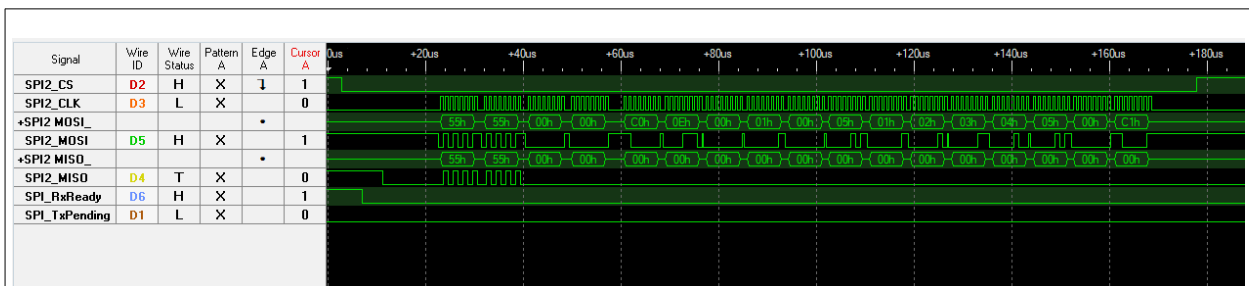 Signal Wire ID Wire Status Pattern A Edge A Cursor A 0us +20us +40us +60us +80us +100us +120us +140us +160us +180us
SPI2_CS D2 H X 1
SPI2_CLK D3 L X 0
+SPI2 MOSI_ 55h 55h 00h 00h C0h 0Eh 00h 01h 00h 05h 01h 02h 03h 04h 05h 00h C1h
SPI2_MOSI D5 H X 1
+SPI2 MISO_ 55h 55h 00h 00h 00h 00h 00h 00h 00h 00h 00h 00h 00h 00h 00h 00h 00h
SPI2_MISO D4 T X 0
SPI_RxReady D6 H X 1
SPI_TxPending D1 L X 0